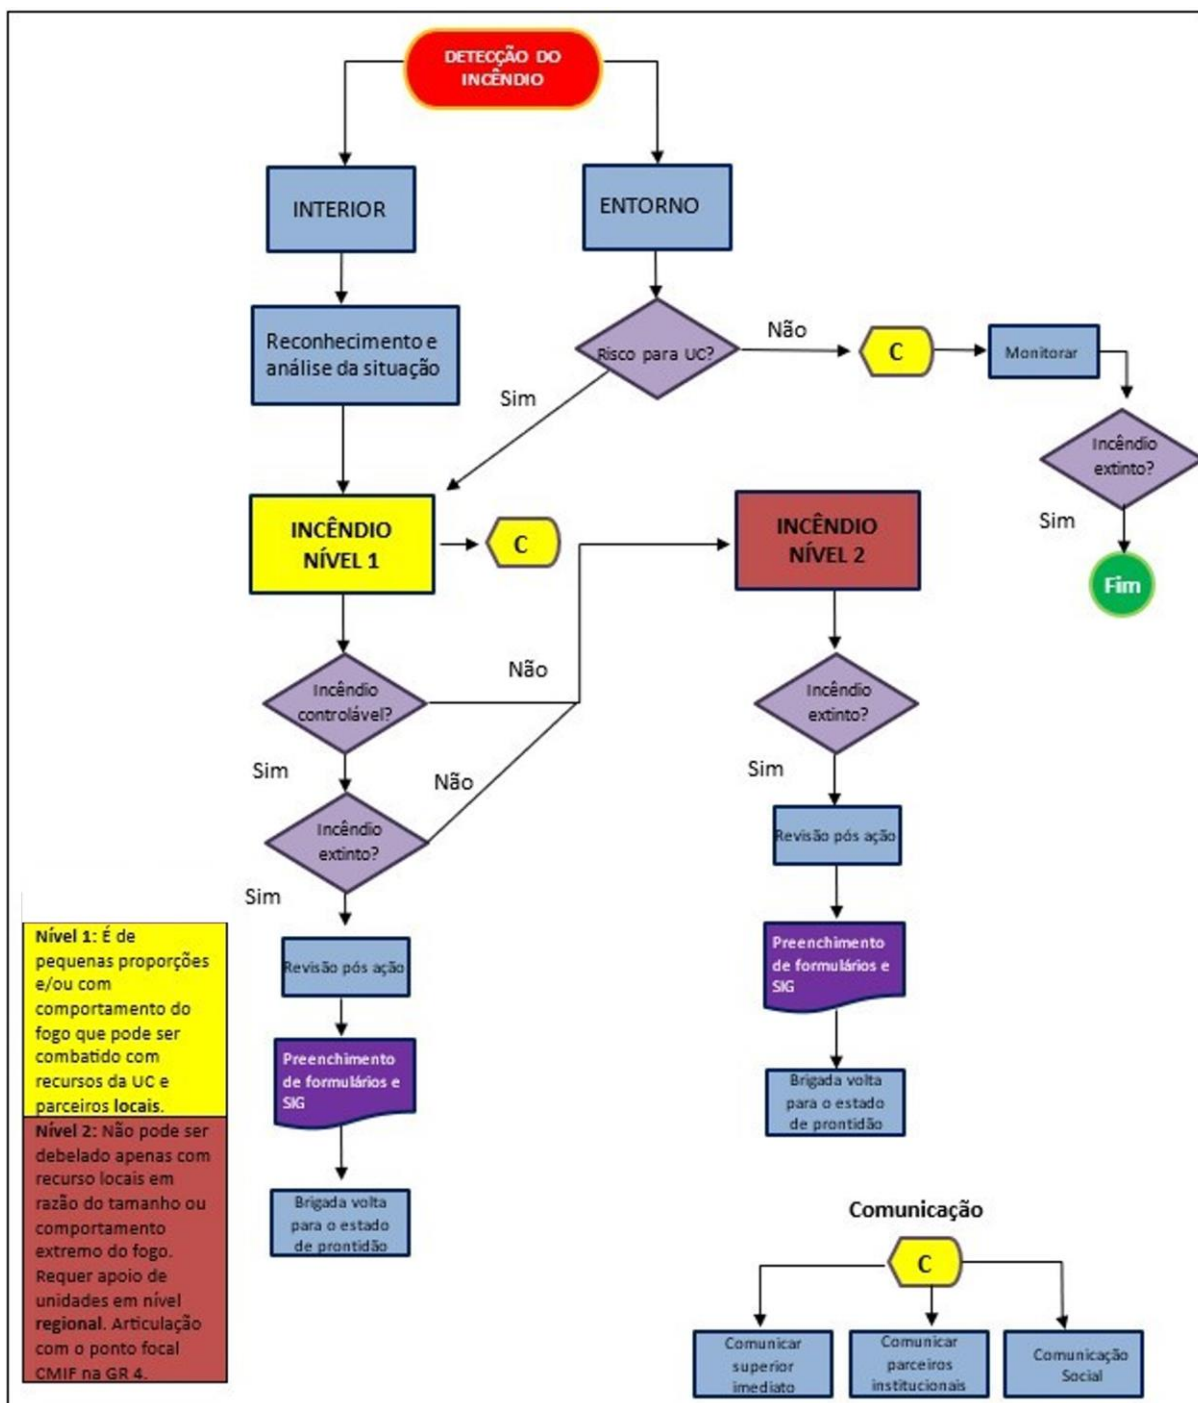 DETECÇÃO DO
INCÊNDIO
INTERIOR
ENTORNO
Reconhecimento e
análise da situação
Risco para UC?
Não
C
Monitorar
Sim
Incêndio
extinto?
Sim
Fim
INCÊNDIO
NÍVEL 1
C
INCÊNDIO
NÍVEL 2
Incêndio
controlável?
Não
Sim
Não
Incêndio
extinto?
Sim
Revisão pós ação
Preenchimento
de formulários e
SIG
Brigada volta
para o estado
de prontidão
Incêndio
extinto?
Sim
Revisão pós ação
Preenchimento
de formulários e
SIG
Brigada volta
para o estado
de prontidão
Nível 1: É de
pequenas proporções
e/ou com
comportamento do
fogo que pode ser
combatido com
recursos da UC e
parceiros locais.
Nível 2: Não pode ser
debelado apenas com
recurso locais em
razão do tamanho ou
comportamento
extremo do fogo.
Requer apoio de
unidades em nível
regional. Articulação
com o ponto focal
CMIF na GR 4.
Comunicação
C
Comunicar
superior
imediato
Comunicar
parceiros
institucionais
Comunicação
Social